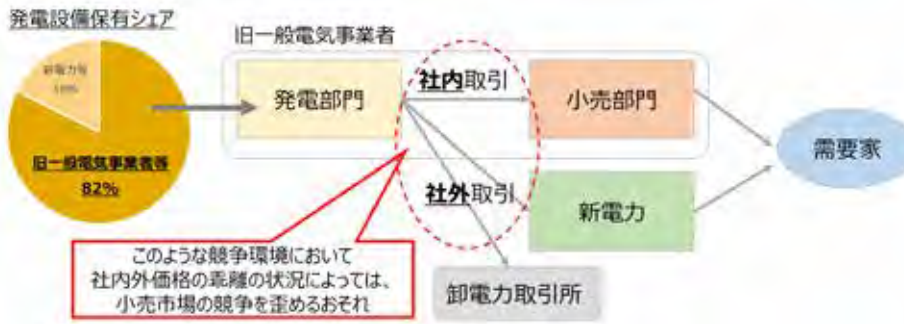 発電設備保有シェア
旧一般電気事業者
新電力等
18%
旧一般電気事業者等
82%
発電部門
社内取引
小売部門
需要家
社外取引
新電力
このような競争環境において
社内外価格の乖離の状況によっては、
小売市場の競争を歪めるおそれ
卸電力取引所